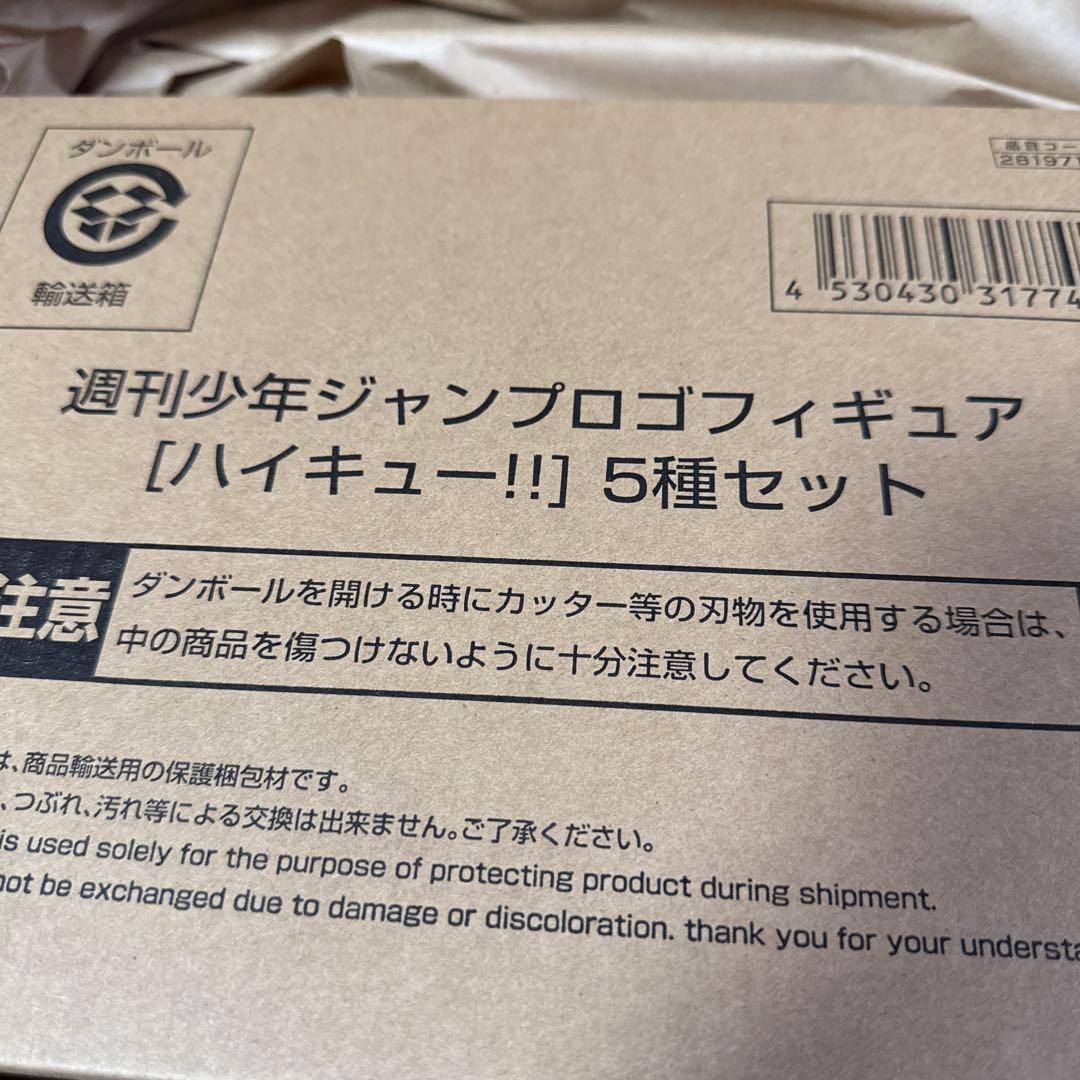 ダンボール
輸送箱
品目コー
281971
4 530430 31774
週刊少年ジャンプロゴフィギュア
[ハイキュー!!] 5種セット
注意
ダンボールを開ける時にカッター等の刃物を使用する場合は、
中の商品を傷つけないように十分注意してください。
は、商品輸送用の保護梱包材です。
、つぶれ、汚れ等による交換は出来ません。ご了承ください。
is used solely for the purpose of protecting product during shipment.
not be exchanged due to damage or discoloration. thank you for your understa